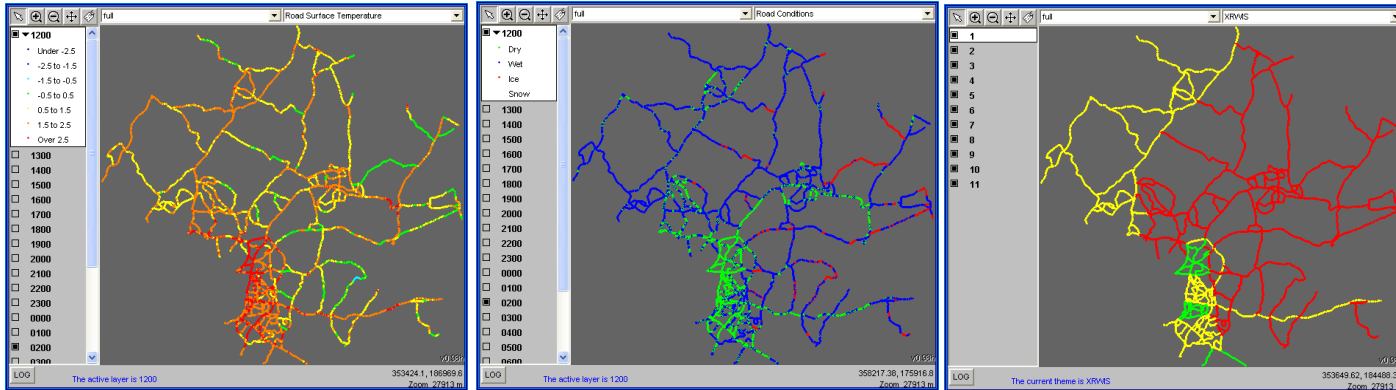 full
Road Surface Temperature
1200
Under -2.5
-2.5 to -1.5
-1.5 to -0.5
-0.5 to 0.5
0.5 to 1.5
1.5 to 2.5
Over 2.5
1300
1400
1500
1600
1700
1800
1900
2000
2100
2200
2300
0000
0100
0200
0300
LOG
The active layer is 1200
353424.1, 186969.6
Zoom 27913 m
full
Road Conditions
1200
Dry
Wet
Ice
Snow
1300
1400
1500
1600
1700
1800
1900
2000
2100
2200
2300
0000
0100
0200
0300
0400
0500
0600
LOG
The active layer is 1200
358217.38, 175916.8
Zoom 27913 m
full
XRWIS
1
2
3
4
5
6
7
8
9
10
11
LOG
The current theme is XRWIS
353649.62, 184488.3
Zoom 27913